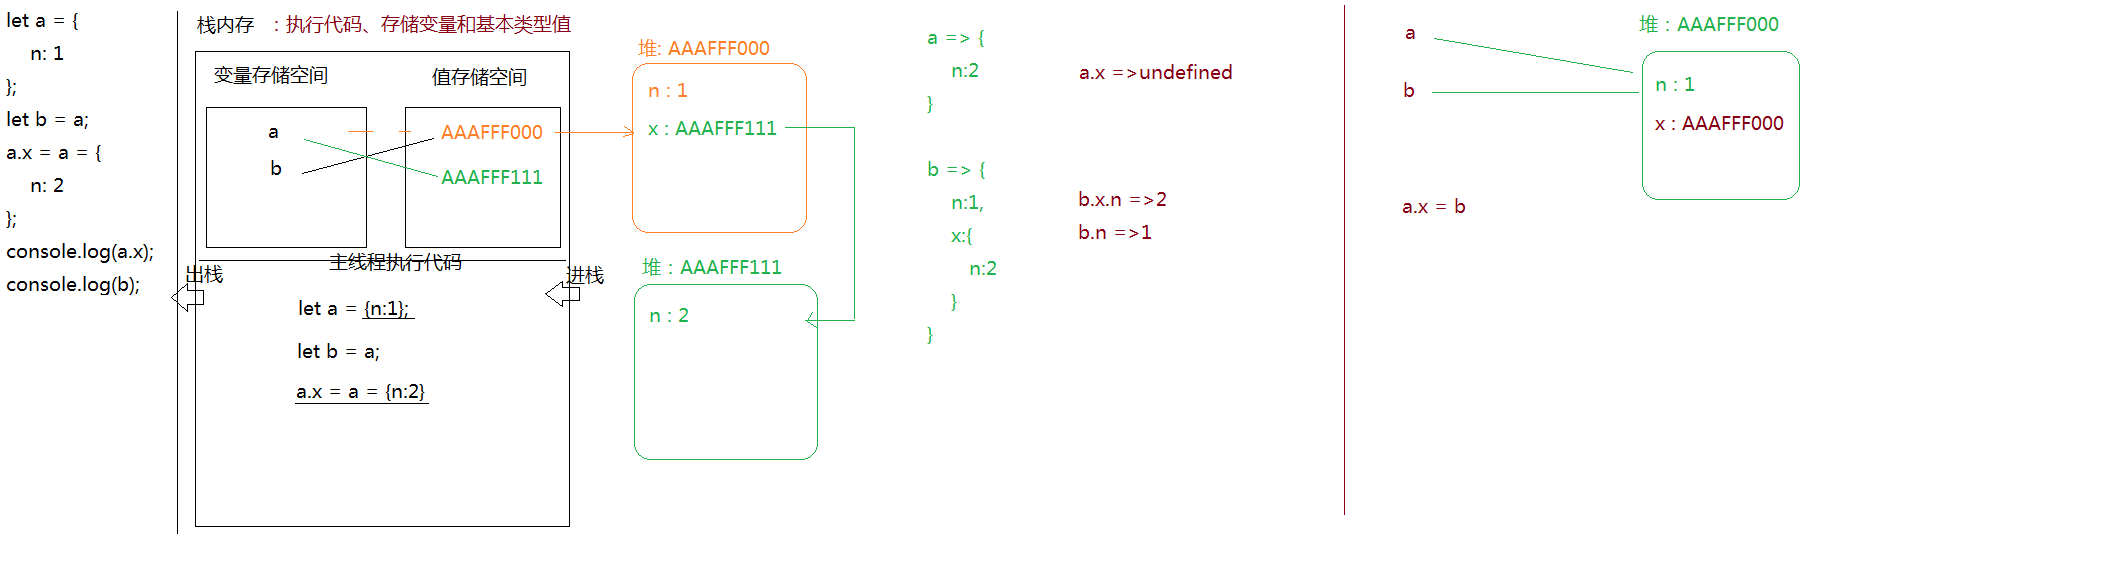 let a = {
n: 1
};
let b = a;
a.x = a = {
n: 2
};
console.log(a.x);
console.log(b);
栈内存 ：执行代码、存储变量和基本类型值
变量存储空间
值存储空间
a
b
AAAFFF000
AAAFFF111
主线程执行代码
出栈
进栈
let a = {n:1};
let b = a;
a.x = a = {n:2}
堆: AAAFFF000
n : 1
x : AAAFFF111
堆 : AAAFFF111
n : 2
a => {
n:2
}
a.x =>undefined
b => {
n:1,
x:{
n:2
}
}
b.x.n =>2
b.n =>1
a
b
a.x = b
堆 : AAAFFF000
n : 1
x : AAAFFF000